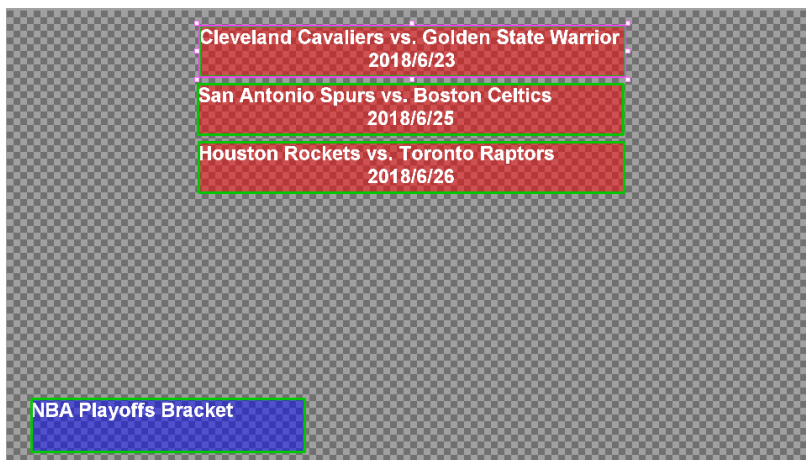 Cleveland Cavaliers vs. Golden State Warrior
2018/6/23
San Antonio Spurs vs. Boston Celtics
2018/6/25
Houston Rockets vs. Toronto Raptors
2018/6/26
NBA Playoffs Bracket